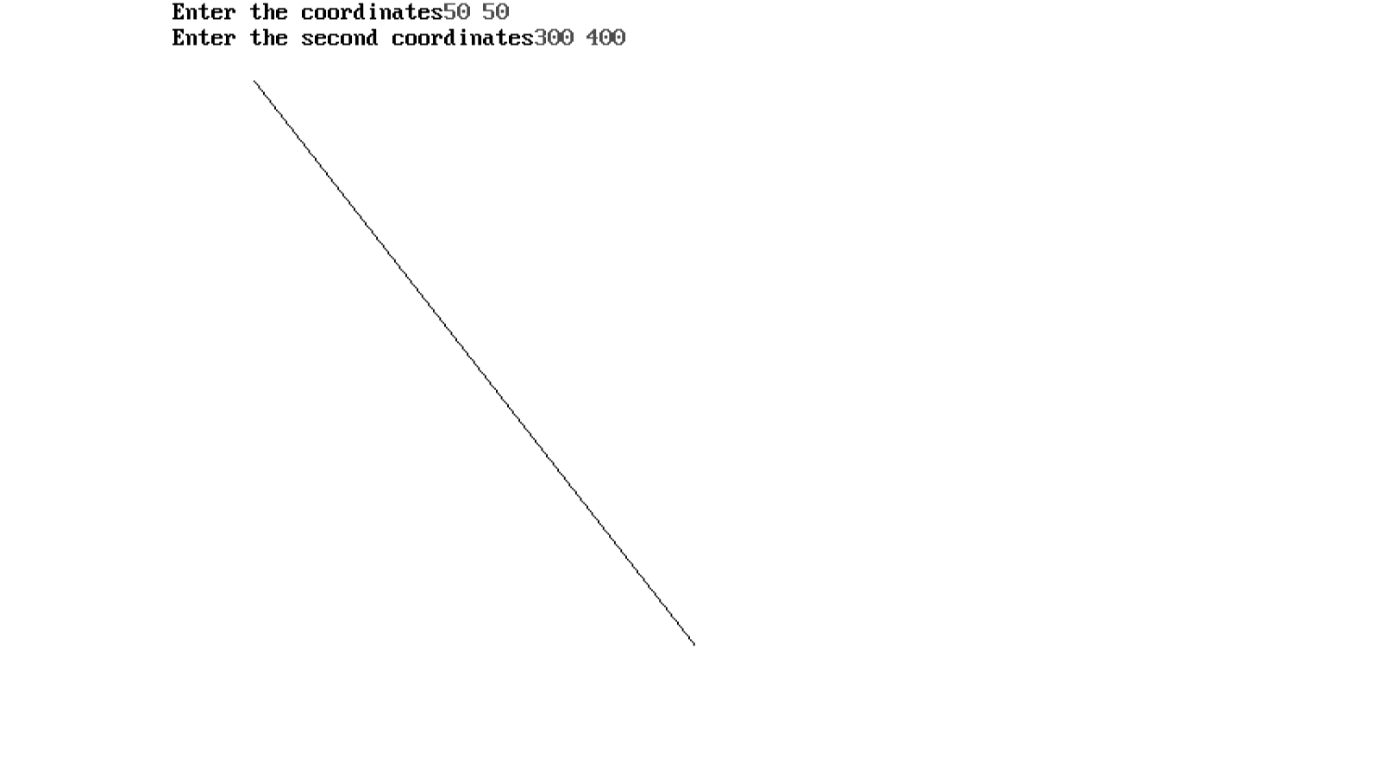 Enter the coordinates50 50
Enter the second coordinates300 400